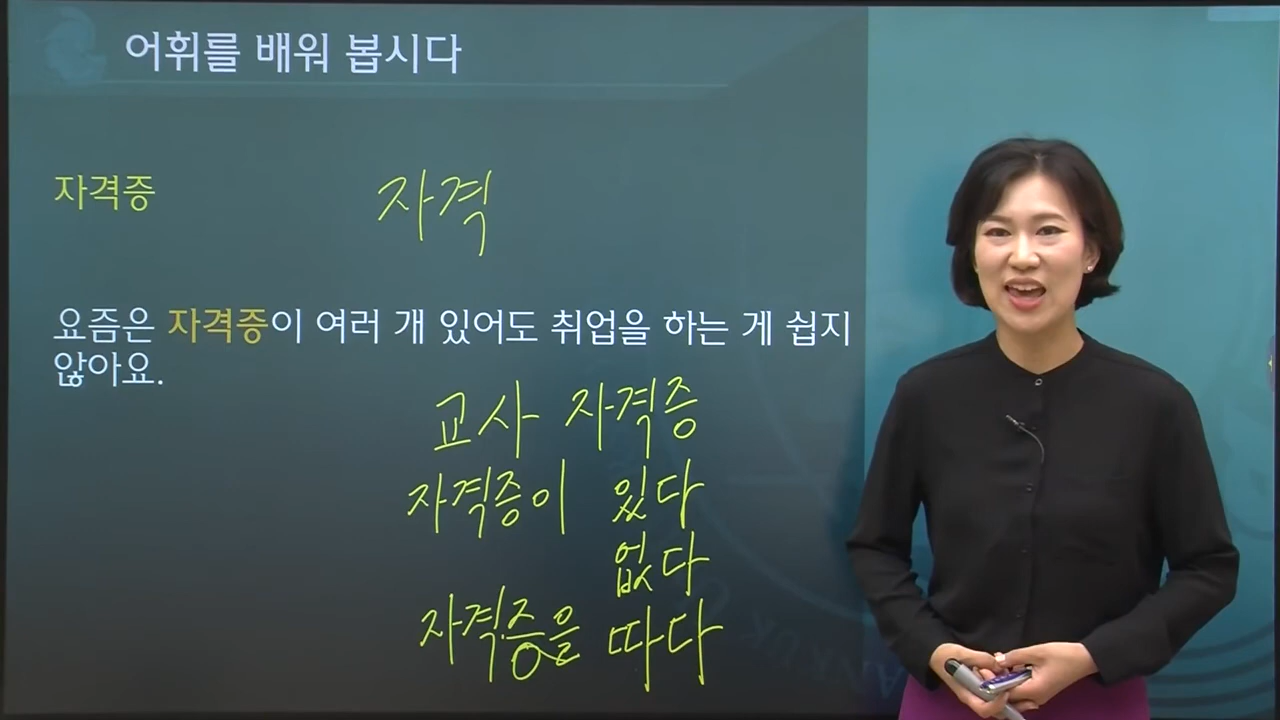 어휘를 배워 봅시다
자격증
자격
요즘은 자격증이 여러 개 있어도 취업을 하는 게 쉽지
않아요.
교사 자격증
자격증이 있다
없다
자격증을 따다